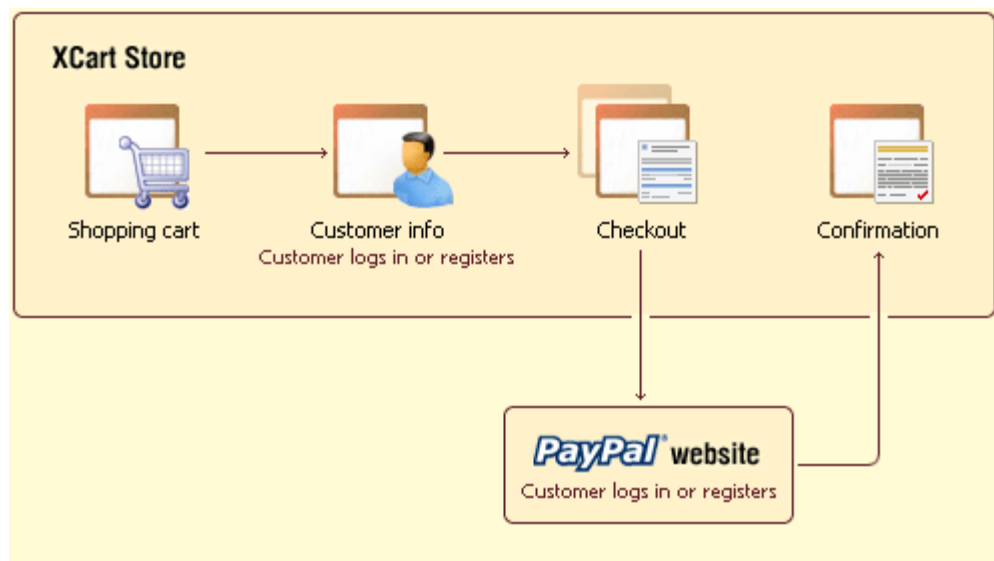 XCart Store
Shopping cart
Customer info
Customer logs in or registers
Checkout
Confirmation
PayPal® website
Customer logs in or registers